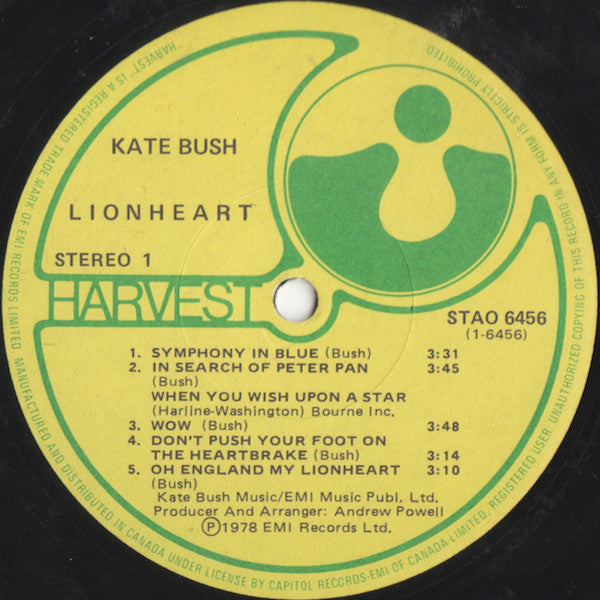 KATE BUSH
LIONHEART
STEREO 1
HARVEST
STAO 6456
(1-6456)
1. SYMPHONY IN BLUE (Bush) 3:31
2. IN SEARCH OF PETER PAN 3:45
(Bush)
WHEN YOU WISH UPON A STAR
(Harline-Washington) Bourne Inc.
3. WOW (Bush) 3:48
4. DON'T PUSH YOUR FOOT ON
THE HEARTBRAKE (Bush) 3:14
5. OH ENGLAND MY LIONHEART 3:10
(Bush)
Kate Bush Music/EMI Music Publ. Ltd.
Producer and Arranger: Andrew Powell
Ⓟ1978 EMI Records Ltd.
"HARVEST" IS A REGISTERED TRADE MARK OF EMI RECORDS LIMITED. MANUFACTURED AND DISTRIBUTED IN CANADA UNDER LICENSE BY CAPITOL RECORDS-EMI OF CANADA LIMITED, REGISTERED USER. UNAUTHORIZED COPYING OF THIS RECORD IN ANY FORM IS STRICTLY PROHIBITED.